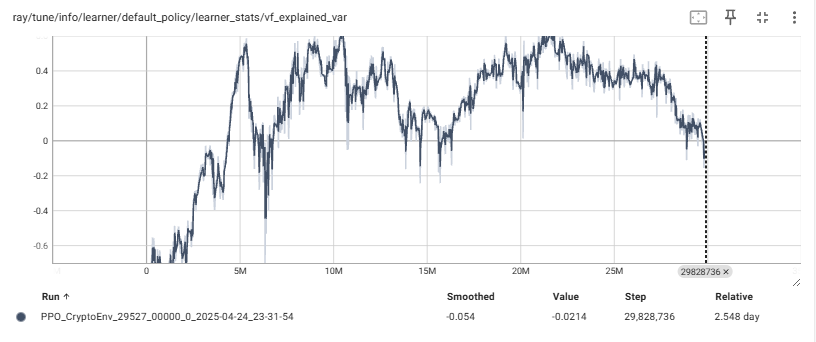 ray/tune/info/learner/default_policy/learner_stats/vf_explained_var
0.4
0.2
0
-0.2
-0.4
-0.6
0 5M 10M 15M 20M 25M 29828736 ×
Run ↑ Smoothed Value Step Relative
PPO_CryptoEnv_29527_00000_0_2025-04-24_23-31-54 -0.054 -0.0214 29,828,736 2.548 day